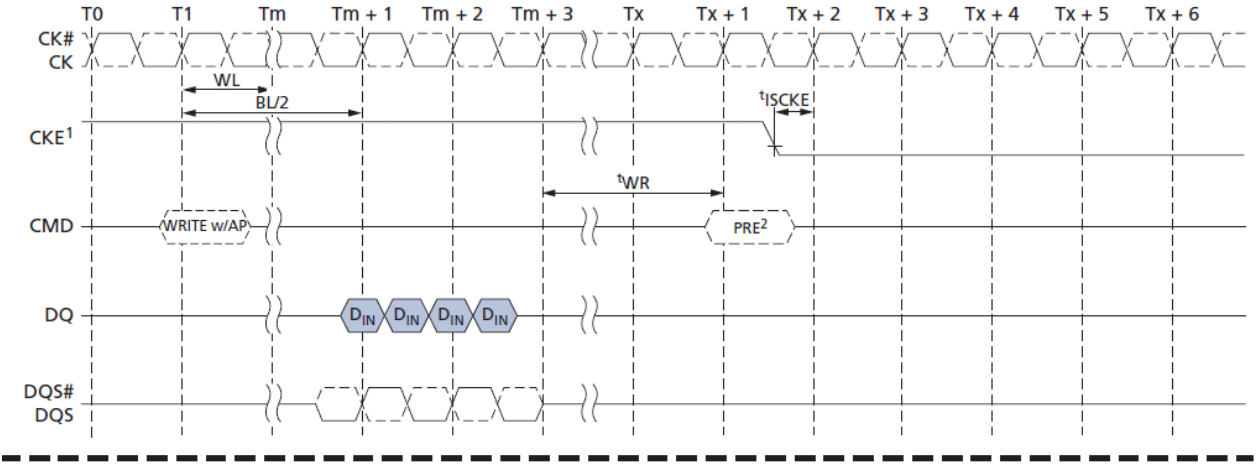 T0 T1 Tm Tm + 1 Tm + 2 Tm + 3 Tx Tx + 1 Tx + 2 Tx + 3 Tx + 4 Tx + 5 Tx + 6
CK#
CK
WL
BL/2
tISCKE
CKE1
tWR
CMD WRITE w/AP PRE2
DQ DIN DIN DIN DIN
DQS#
DQS